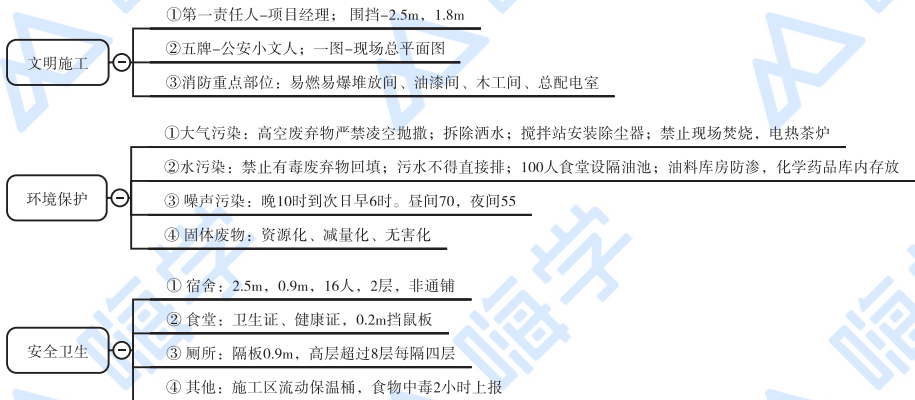 文明施工
①第一责任人-项目经理； 围挡-2.5m，1.8m
②五牌-公安小文人；一图-现场总平面图
③消防重点部位：易燃易爆堆放间、油漆间、木工间、总配电室
环境保护
①大气污染：高空废弃物严禁凌空抛撒；拆除洒水；搅拌站安装除尘器；禁止现场焚烧，电热茶炉
②水污染：禁止有毒废弃物回填；污水不得直接排；100人食堂设隔油池；油料库房防渗，化学药品库内存放
③ 噪声污染：晚10时到次日早6时。昼间70，夜间55
④ 固体废物：资源化、减量化、无害化
安全卫生
① 宿舍：2.5m，0.9m，16人，2层，非通铺
② 食堂：卫生证、健康证，0.2m挡鼠板
③ 厕所：隔板0.9m，高层超过8层每隔四层
④ 其他：施工区流动保温桶，食物中毒2小时上报
嗨学
嗨学
嗨学